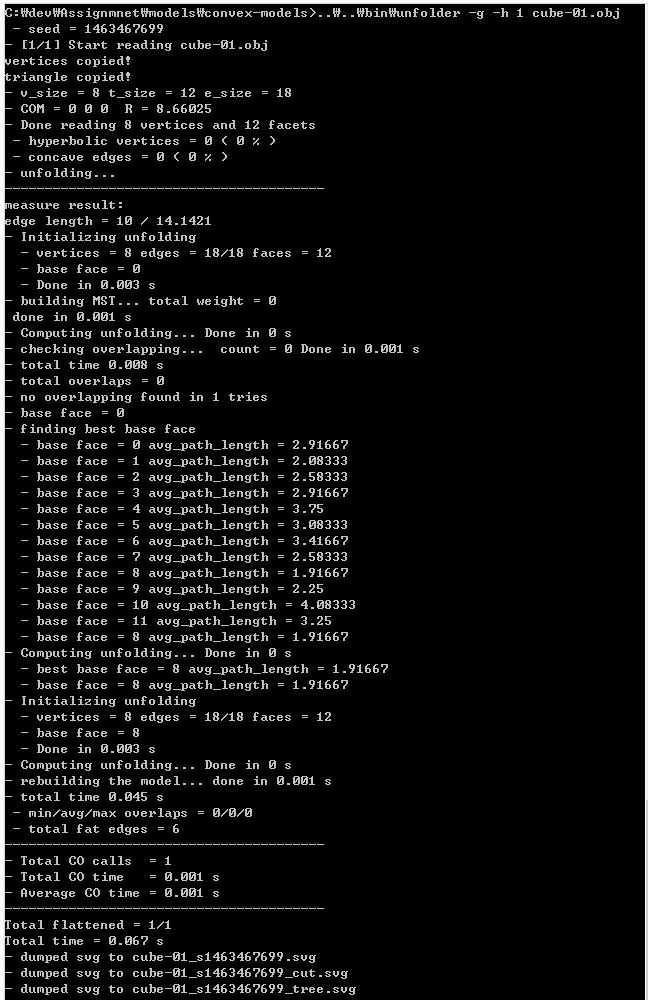 C:₩dev₩Assignmnet₩models₩convex-models>..₩..₩bin₩unfolder -g -h 1 cube-01.obj
 - seed = 1463467699
- [1/1] Start reading cube-01.obj
vertices copied!
triangle copied!
- v_size = 8 t_size = 12 e_size = 18
- COM = 0 0 0  R = 8.66025
- Done reading 8 vertices and 12 facets
 - hyperbolic vertices = 0 ( 0 % )
 - concave edges = 0 ( 0 % )
- unfolding...
----------------------------------------
measure result:
edge length = 10 / 14.1421
- Initializing unfolding
  - vertices = 8 edges = 18/18 faces = 12
  - base face = 0
  - Done in 0.003 s
- building MST... total weight = 0
 done in 0.001 s
- Computing unfolding... Done in 0 s
- checking overlapping...  count = 0 Done in 0.001 s
- total time 0.008 s
- total overlaps = 0
- no overlapping found in 1 tries
- base face = 0
- finding best base face
  - base face = 0 avg_path_length = 2.91667
  - base face = 1 avg_path_length = 2.08333
  - base face = 2 avg_path_length = 2.58333
  - base face = 3 avg_path_length = 2.91667
  - base face = 4 avg_path_length = 3.75
  - base face = 5 avg_path_length = 3.08333
  - base face = 6 avg_path_length = 3.41667
  - base face = 7 avg_path_length = 2.58333
  - base face = 8 avg_path_length = 1.91667
  - base face = 9 avg_path_length = 2.25
  - base face = 10 avg_path_length = 4.08333
  - base face = 11 avg_path_length = 3.25
  - base face = 8 avg_path_length = 1.91667
- Computing unfolding... Done in 0 s
  - best base face = 8 avg_path_length = 1.91667
  - base face = 8 avg_path_length = 1.91667
- Initializing unfolding
  - vertices = 8 edges = 18/18 faces = 12
  - base face = 8
  - Done in 0.003 s
- Computing unfolding... Done in 0 s
- rebuilding the model... done in 0.001 s
- total time 0.045 s
 - min/avg/max overlaps = 0/0/0
 - total fat edges = 6
----------------------------------------
- Total CO calls  = 1
- Total CO time   = 0.001 s
- Average CO time = 0.001 s
----------------------------------------
Total flattened = 1/1
Total time = 0.067 s
- dumped svg to cube-01_s1463467699.svg
- dumped svg to cube-01_s1463467699_cut.svg
- dumped svg to cube-01_s1463467699_tree.svg